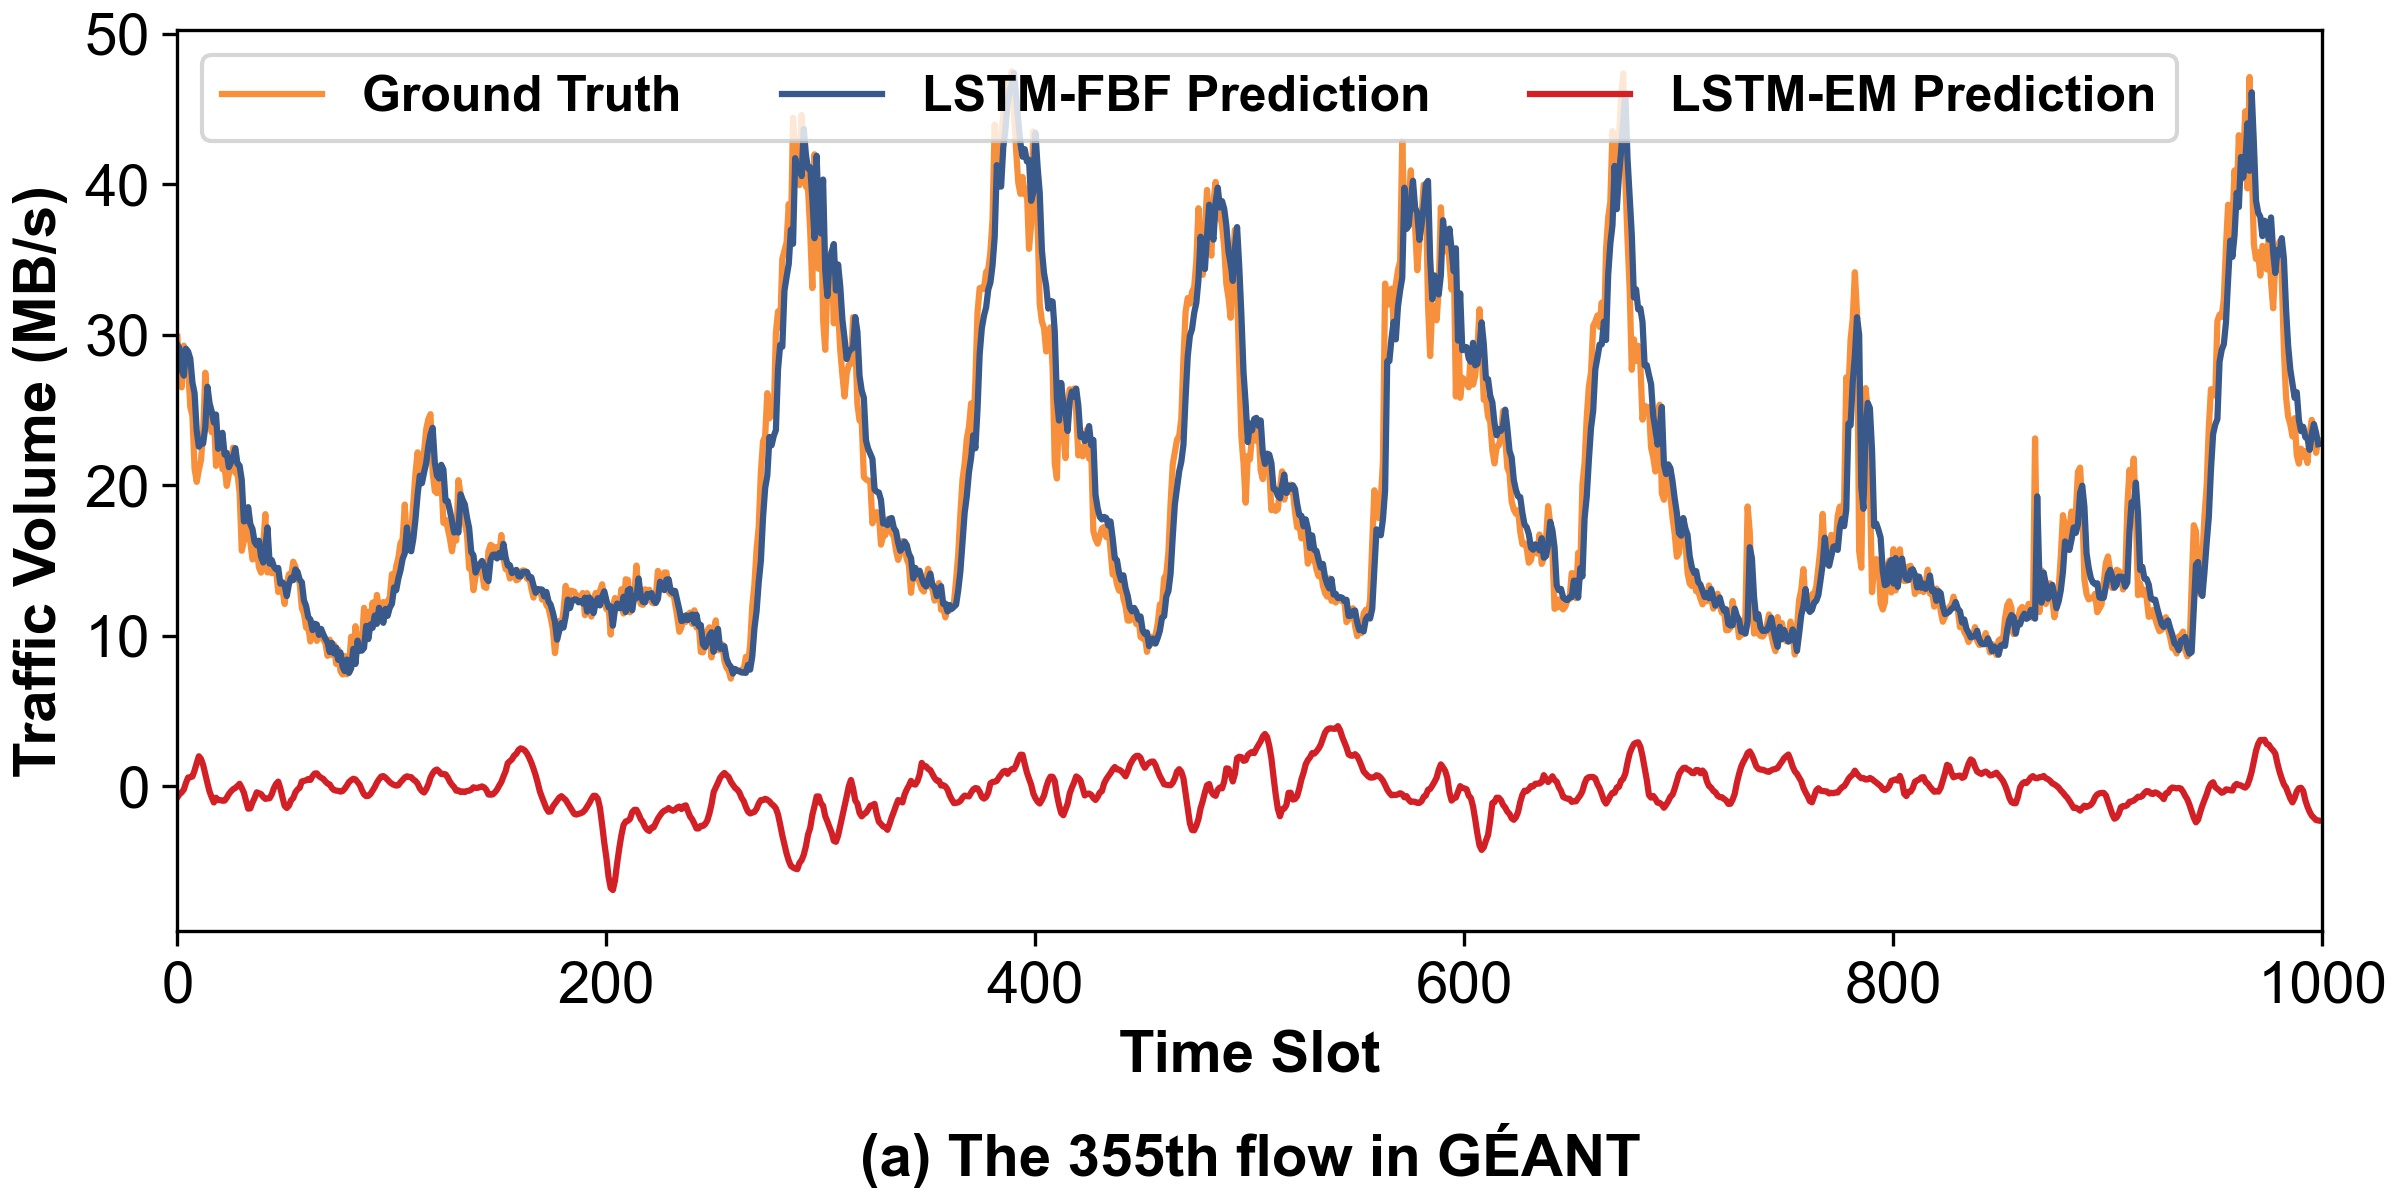 50
Ground Truth LSTM-FBF Prediction LSTM-EM Prediction
40
30
20
10
0
Traffic Volume (MB/s)
0 200 400 600 800 1000
Time Slot
(a) The 355th flow in GÉANT